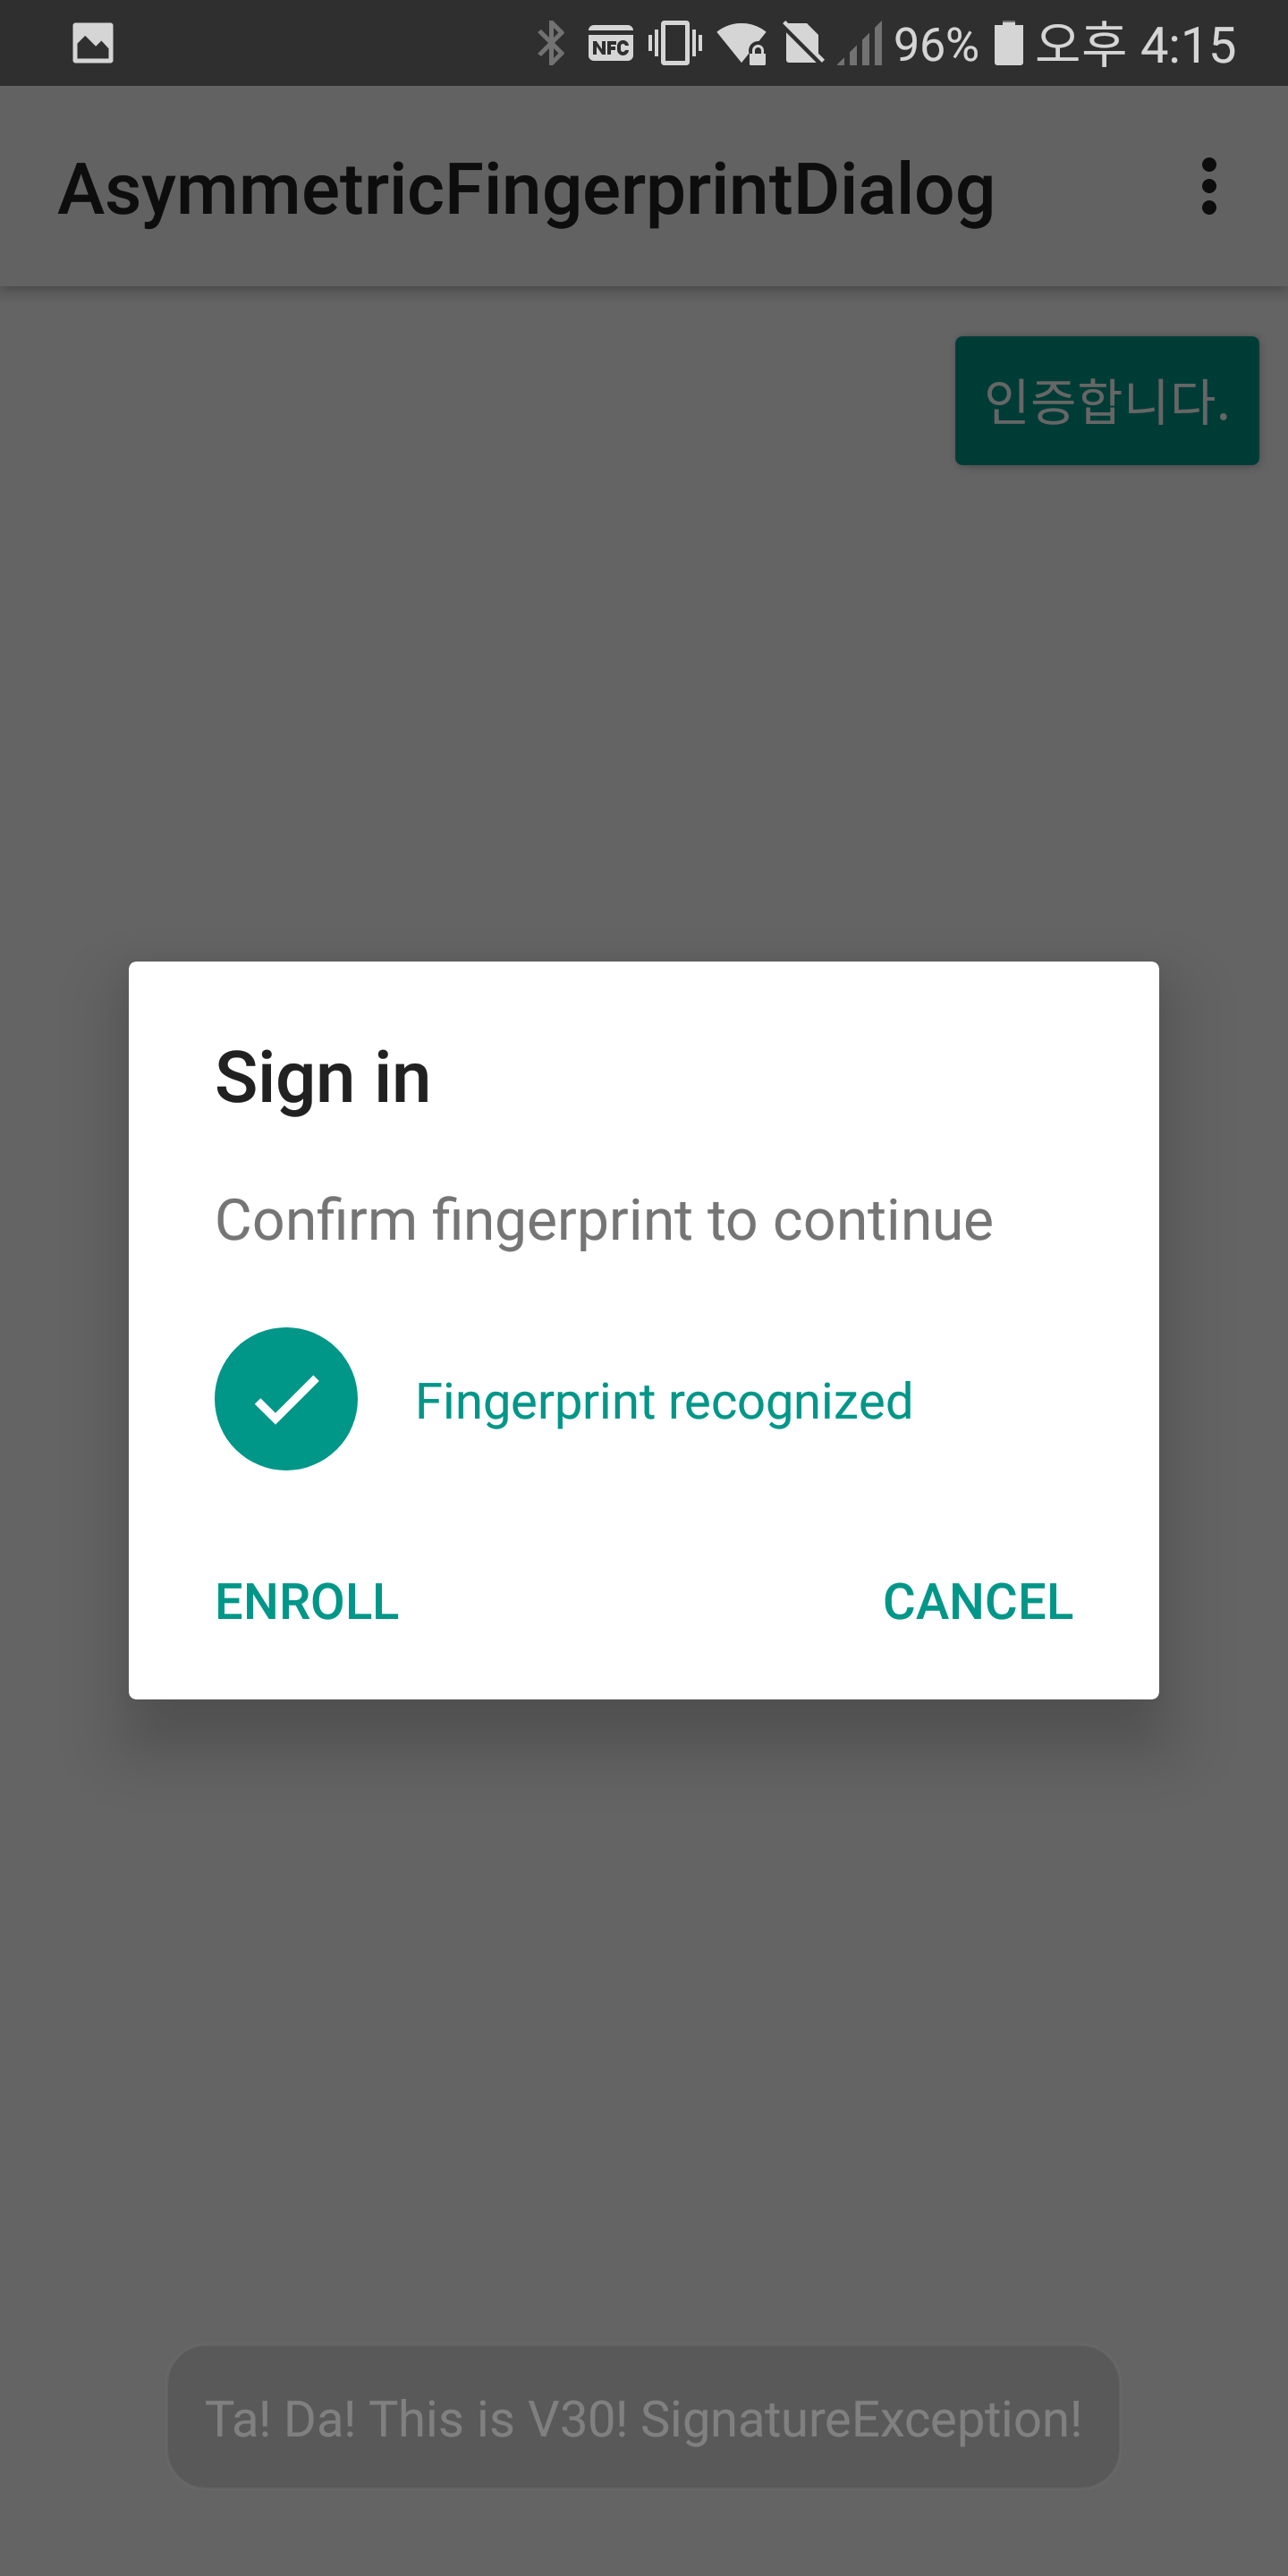 NFC 96% 오후 4:15
AsymmetricFingerprintDialog
인증합니다.
Sign in
Confirm fingerprint to continue
Fingerprint recognized
ENROLL CANCEL
Ta! Da! This is V30! SignatureException!